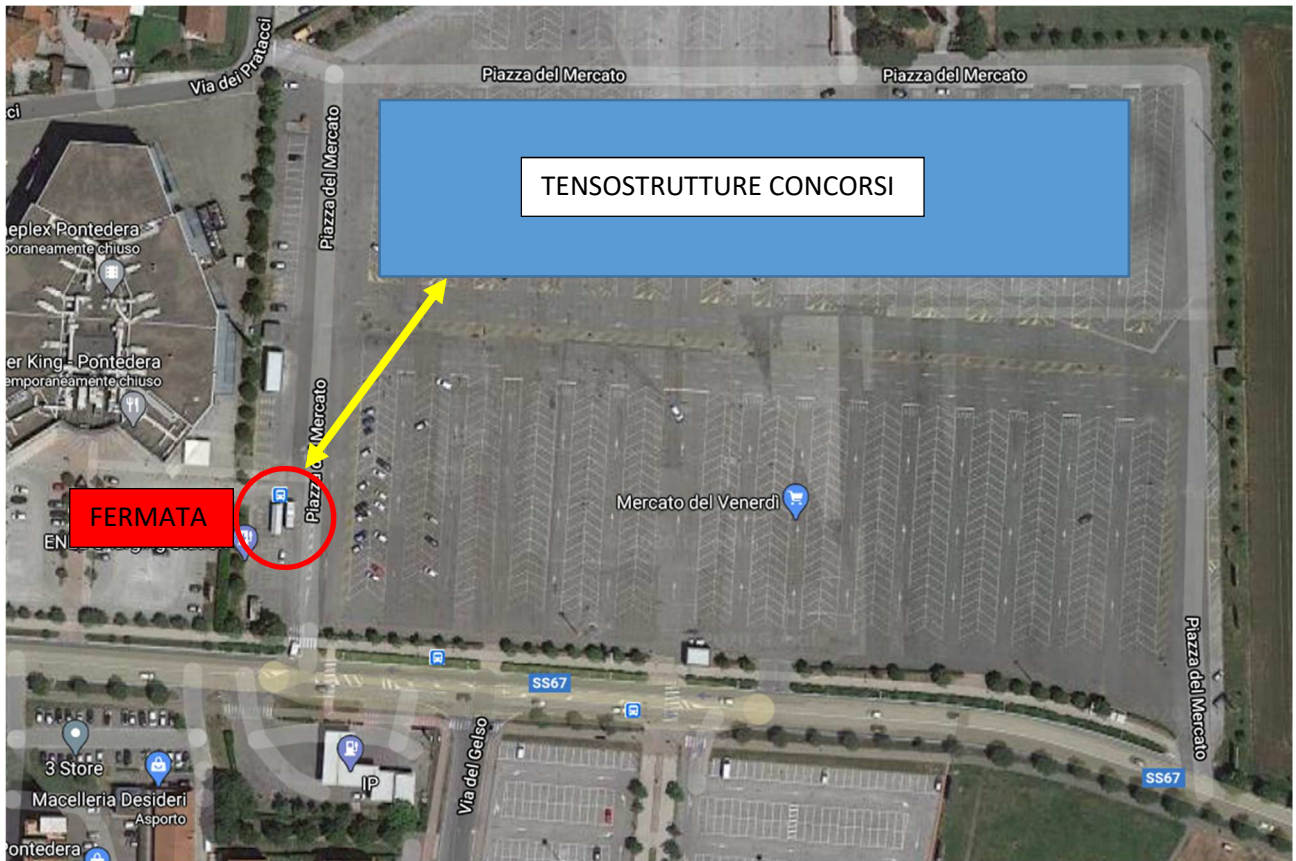 Via dei Pratacci
Piazza del Mercato
Piazza del Mercato
ci
Piazza del Mercato
TENSOSTRUTTURE CONCORSI
eplex Pontedera
poraneamente chiuso
er King - Pontedera
emporaneamente chiuso
Piazza del Mercato
FERMATA
Mercato del Venerdì
EN
Piazza del Mercato
SS67
SS67
3 Store
IP
Via del Gelso
Macelleria Desideri
Asporto
ontedera